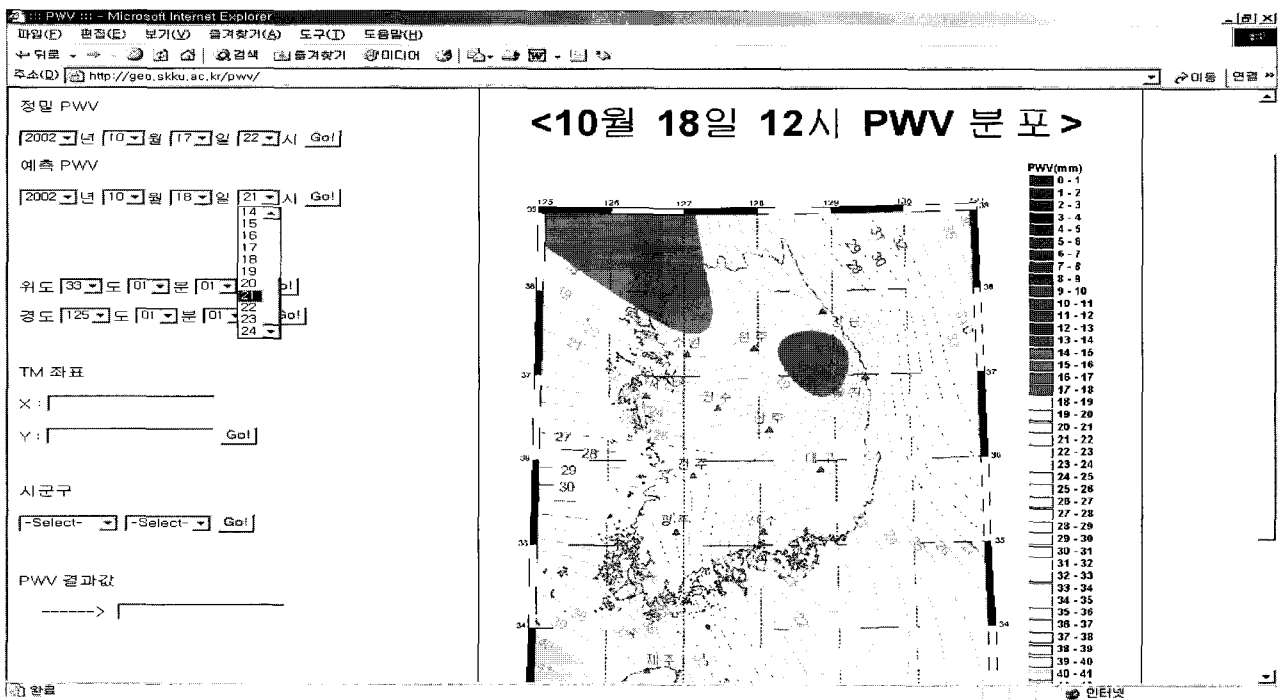 ::: PWV ::: - Microsoft Internet Explorer
파일(F) 편집(E) 보기(V) 즐겨찾기(A) 도구(T) 도움말(H)
뒤로 검색 즐겨찾기 미디어
주소(D) http://geo.skku.ac.kr/pwv/ 이동 연결 »
정밀 PWV
2002 년 10 월 17 일 22 시 Go!
예측 PWV
2002 년 10 월 18 일 21 시 Go!
14
15
16
17
18
19
20
21
22
23
24
위도 33 도 01 분 01
경도 125 도 01 분 01 Go!
TM 좌표
X :
Y : Go!
시군구
-Select- -Select- Go!
PWV 결과값
------>
<10월 18일 12시 PWV 분포>
125 126 127 128 129 130
38
37
36
35
34
27
28
29
30
전주
광주
PWV(mm)
0 - 1
1 - 2
2 - 3
3 - 4
4 - 5
5 - 6
6 - 7
7 - 8
8 - 9
9 - 10
10 - 11
11 - 12
12 - 13
13 - 14
14 - 15
15 - 16
16 - 17
17 - 18
18 - 19
19 - 20
20 - 21
21 - 22
22 - 23
23 - 24
24 - 25
25 - 26
26 - 27
27 - 28
28 - 29
29 - 30
30 - 31
31 - 32
32 - 33
33 - 34
34 - 35
35 - 36
36 - 37
37 - 38
38 - 39
39 - 40
40 - 41
완료
인터넷